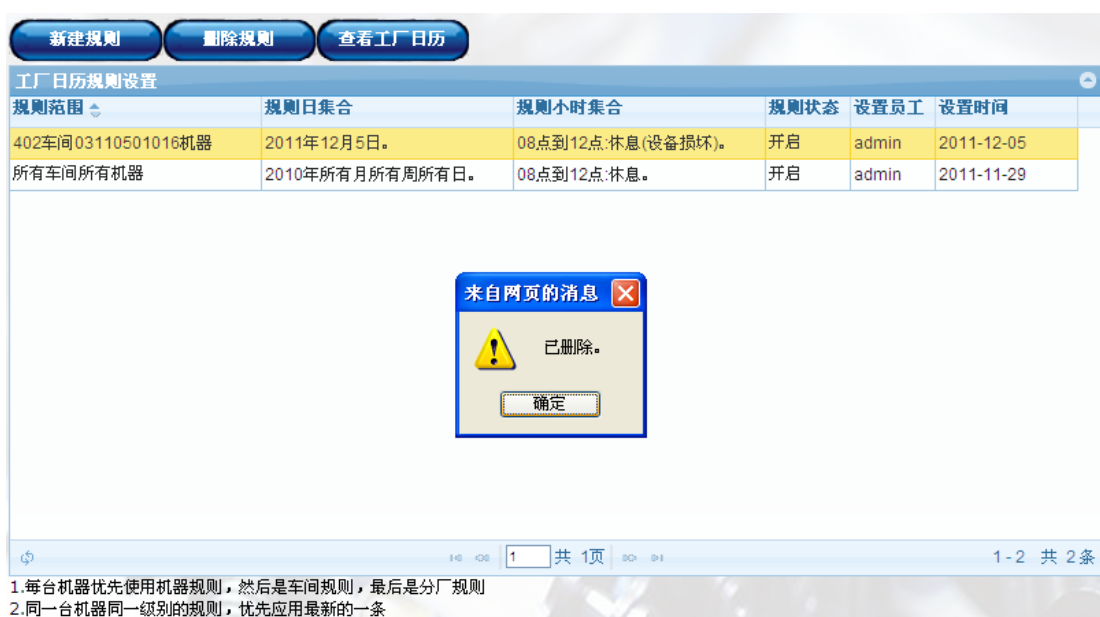 新建规则 删除规则 查看工厂日历
工厂日历规则设置
规则范围 规则日集合 规则小时集合 规则状态 设置员工 设置时间
402车间03110501016机器 2011年12月5日。 08点到12点:休息(设备损坏)。 开启 admin 2011-12-05
所有车间所有机器 2010年所有月所有周所有日。 08点到12点:休息。 开启 admin 2011-11-29
来自网页的消息
已删除。
确定
1 共 1页 1-2 共 2条
1.每台机器优先使用机器规则，然后是车间规则，最后是分厂规则
2.同一台机器同一级别的规则，优先应用最新的一条